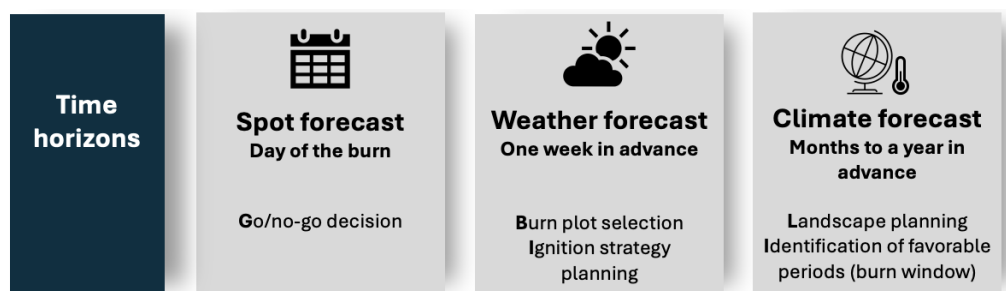 Time
horizons
Spot forecast
Day of the burn
Go/no-go decision
Weather forecast
One week in advance
Burn plot selection
Ignition strategy
planning
Climate forecast
Months to a year in
advance
Landscape planning
Identification of favorable
periods (burn window)